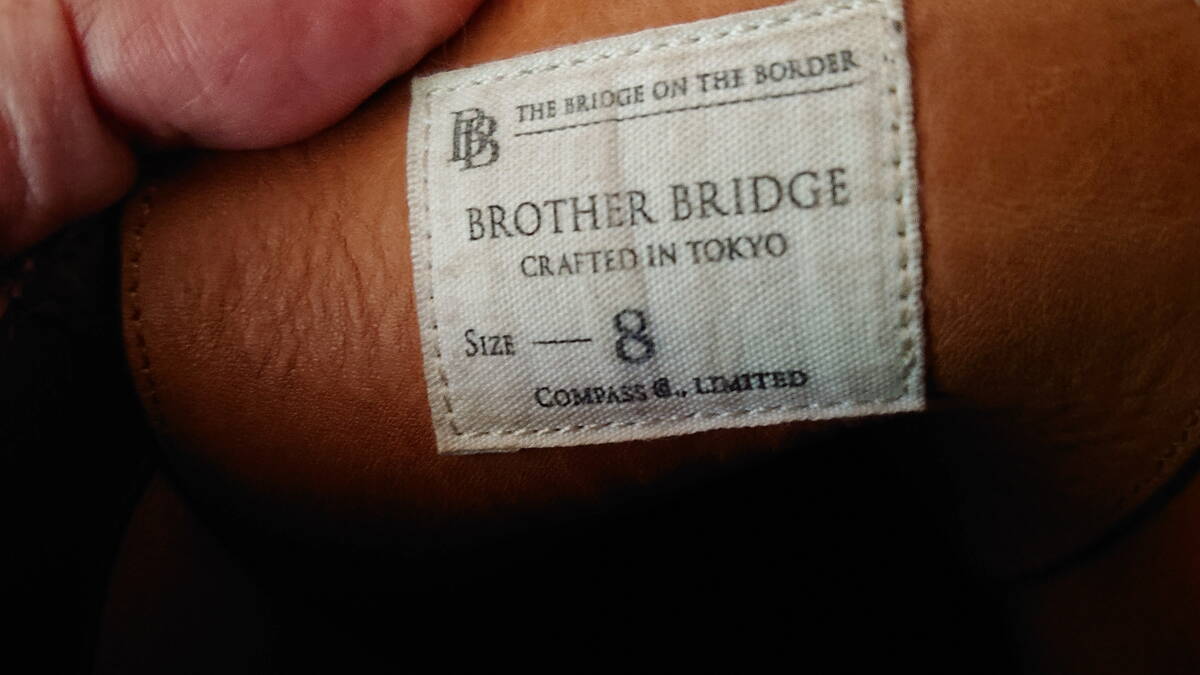 BB THE BRIDGE ON THE BORDER
BROTHER BRIDGE
CRAFTED IN TOKYO
SIZE — 8
COMPASS Co., LIMITED